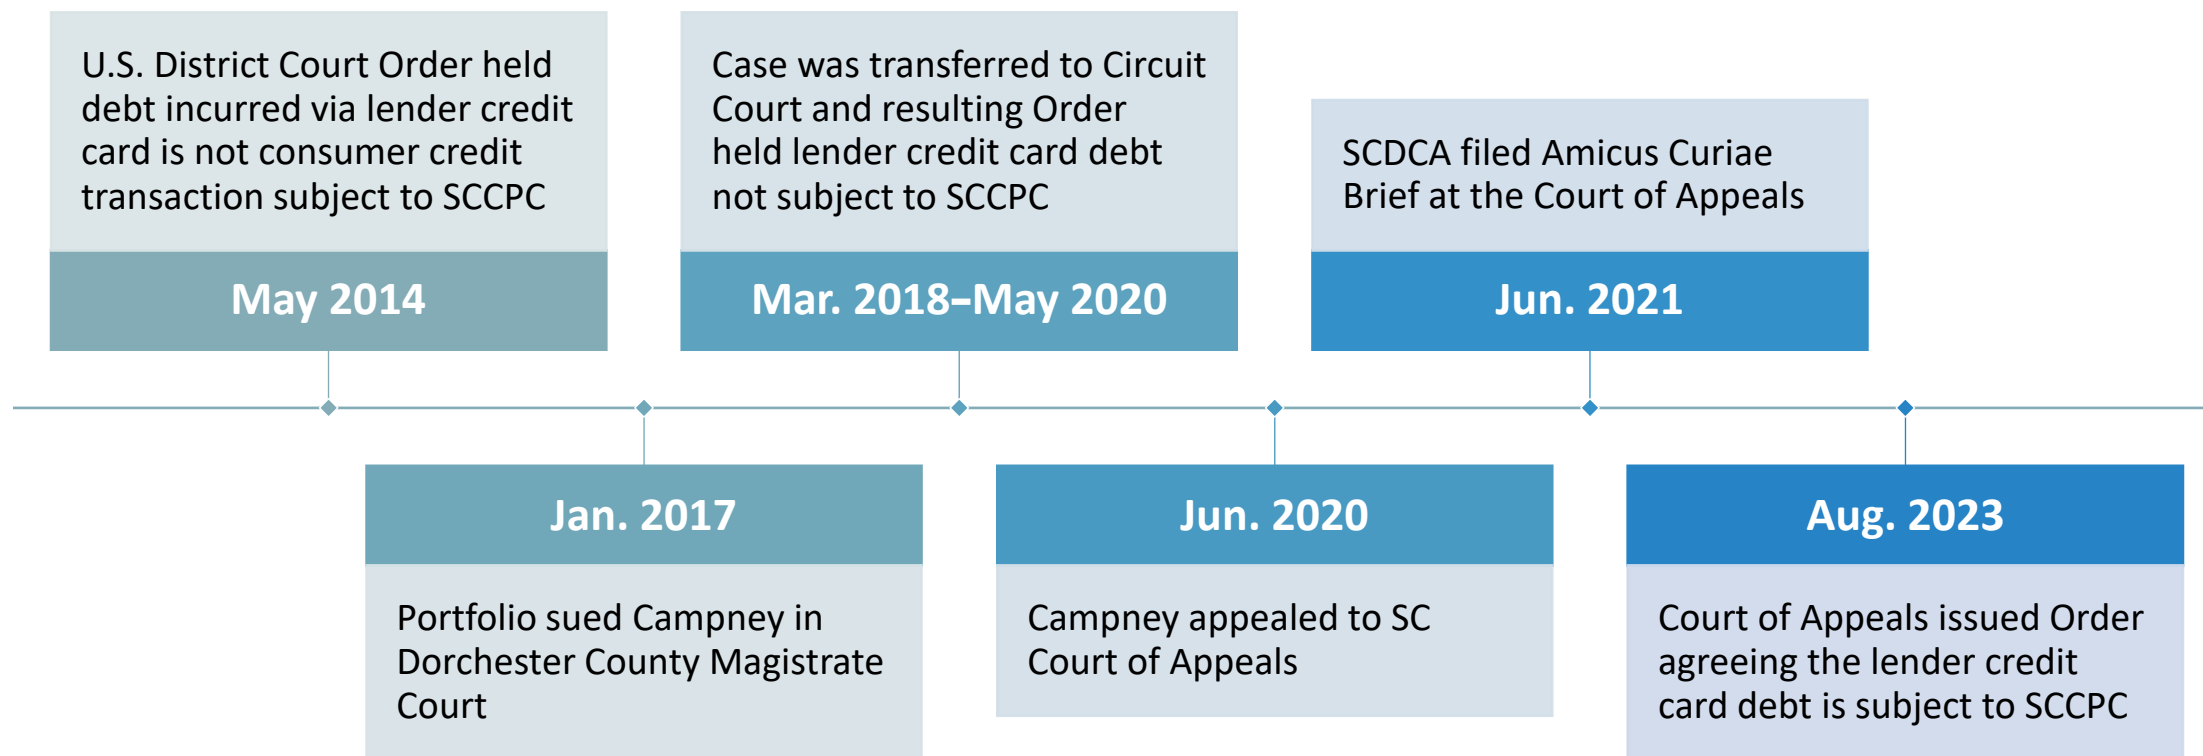 U.S. District Court Order held
debt incurred via lender credit
card is not consumer credit
transaction subject to SCCPC
May 2014
Jan. 2017
Portfolio sued Campney in
Dorchester County Magistrate
Court
Case was transferred to Circuit
Court and resulting Order
held lender credit card debt
not subject to SCCPC
Mar. 2018–May 2020
Jun. 2020
Campney appealed to SC
Court of Appeals
SCDCA filed Amicus Curiae
Brief at the Court of Appeals
Jun. 2021
Aug. 2023
Court of Appeals issued Order
agreeing the lender credit
card debt is subject to SCCPC